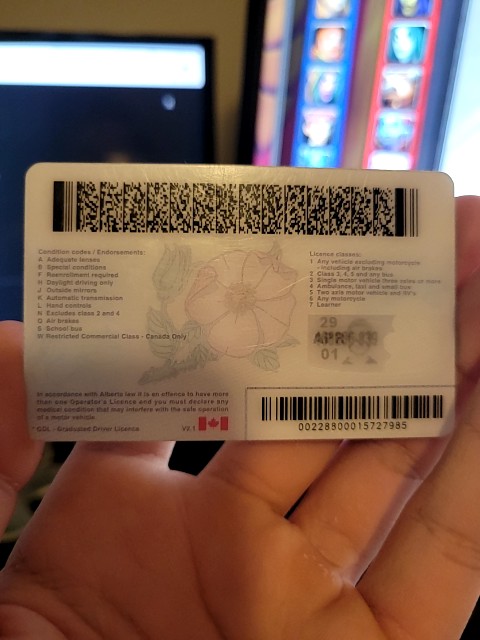 Condition codes / Endorsements:
A Adequate lenses
B Special conditions
F Reenrollment required
H Daylight driving only
J Outside mirrors
K Automatic transmission
L Hand controls
N Excludes class 2 and 4
Q Air brakes
S School bus
W Restricted Commercial Class - Canada Only
Licence classes:
1 Any vehicle excluding motorcycle
- including air brakes
2 Class 3, 4, 5 and any bus
3 Single motor vehicle three axles or more
4 Ambulance, taxi and small bus
5 Two axle motor vehicle and RV's
6 Any motorcycle
7 Learner
29
APR
01
In accordance with Alberta law it is an offence to have more
than one Operator's Licence and you must declare any
medical condition that may interfere with the safe operation
of a motor vehicle.
* GDL - Graduated Driver Licence
V2.1
00228800015727985